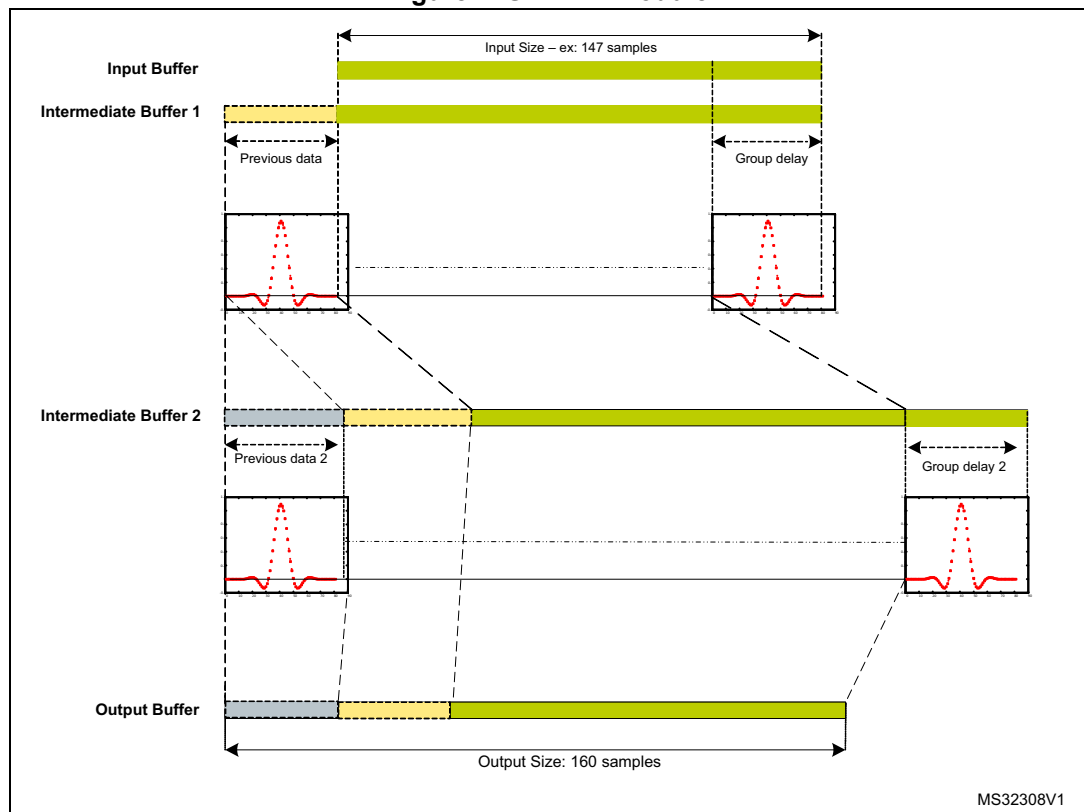 Input Size – ex: 147 samples
Input Buffer
Intermediate Buffer 1
Previous data
Group delay
Intermediate Buffer 2
Previous data 2
Group delay 2
Output Buffer
Output Size: 160 samples
MS32308V1